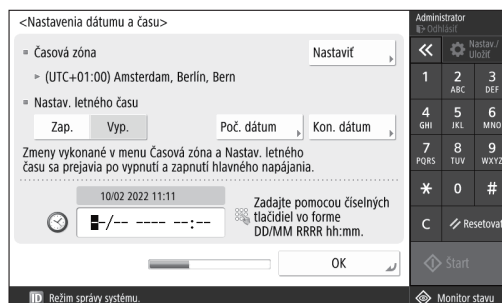 <Nastavenia dátumu a času>
Časová zóna
Nastaviť
(UTC+01:00) Amsterdam, Berlín, Bern
Nastav. letného času
Zap.
Vyp.
Poč. dátum
Kon. dátum
Zmeny vykonané v menu Časová zóna a Nastav. letného
času sa prejavia po vypnutí a zapnutí hlavného napájania.
10/02 2022 11:11
-/-- ---- --:--
Zadajte pomocou číselných
tlačidiel vo forme
DD/MM RRRR hh:mm.
OK
ID Režim správy systému.
Administrator
Odhlásiť
Nastav./
Uložiť
1
2 ABC
3 DEF
4 GHI
5 JKL
6 MNO
7 PQRS
8 TUV
9 WXYZ
*
0
#
C
Resetovať
Štart
Monitor stavu